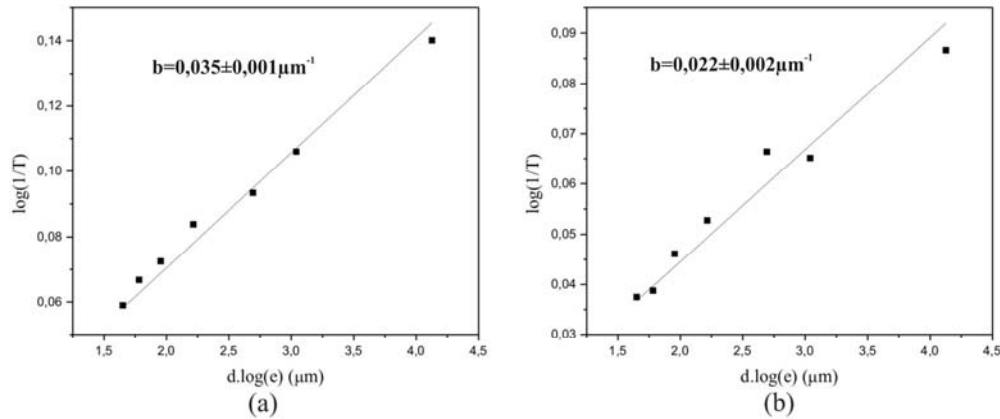 (a)
b=0,035±0,001µm⁻¹
0,14
0,12
0,10
0,08
0,06
log(1/T)
1,5 2,0 2,5 3,0 3,5 4,0 4,5
d.log(e) (µm)
(a)
(b)
b=0,022±0,002µm⁻¹
0,09
0,08
0,07
0,06
0,05
0,04
0,03
log(1/T)
1,5 2,0 2,5 3,0 3,5 4,0 4,5
d.log(e) (µm)
(b)